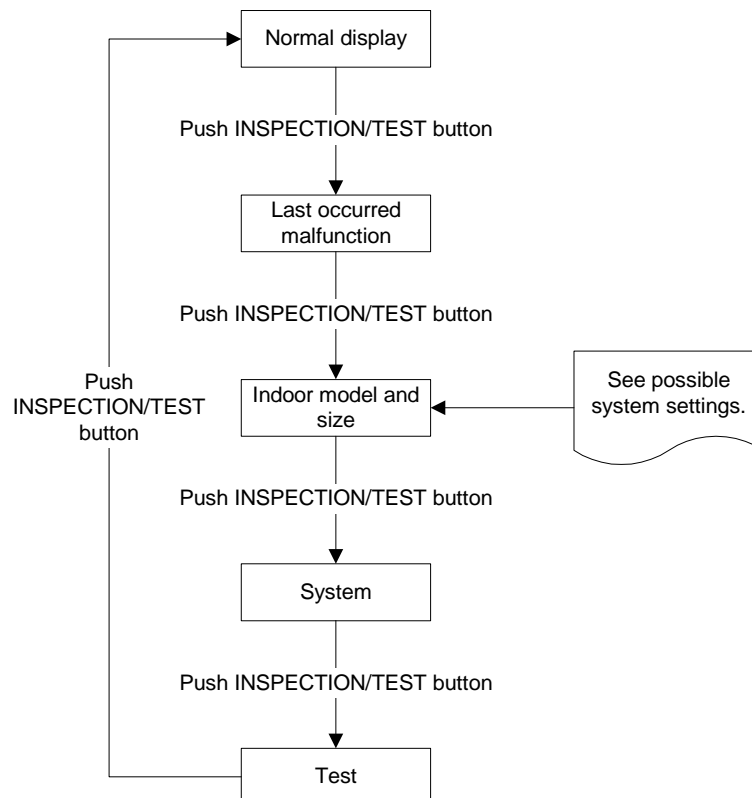 Normal display
Push INSPECTION/TEST button
Last occurred
malfunction
Push INSPECTION/TEST button
Push
INSPECTION/TEST
button
Indoor model and
size
See possible
system settings.
Push INSPECTION/TEST button
System
Push INSPECTION/TEST button
Test